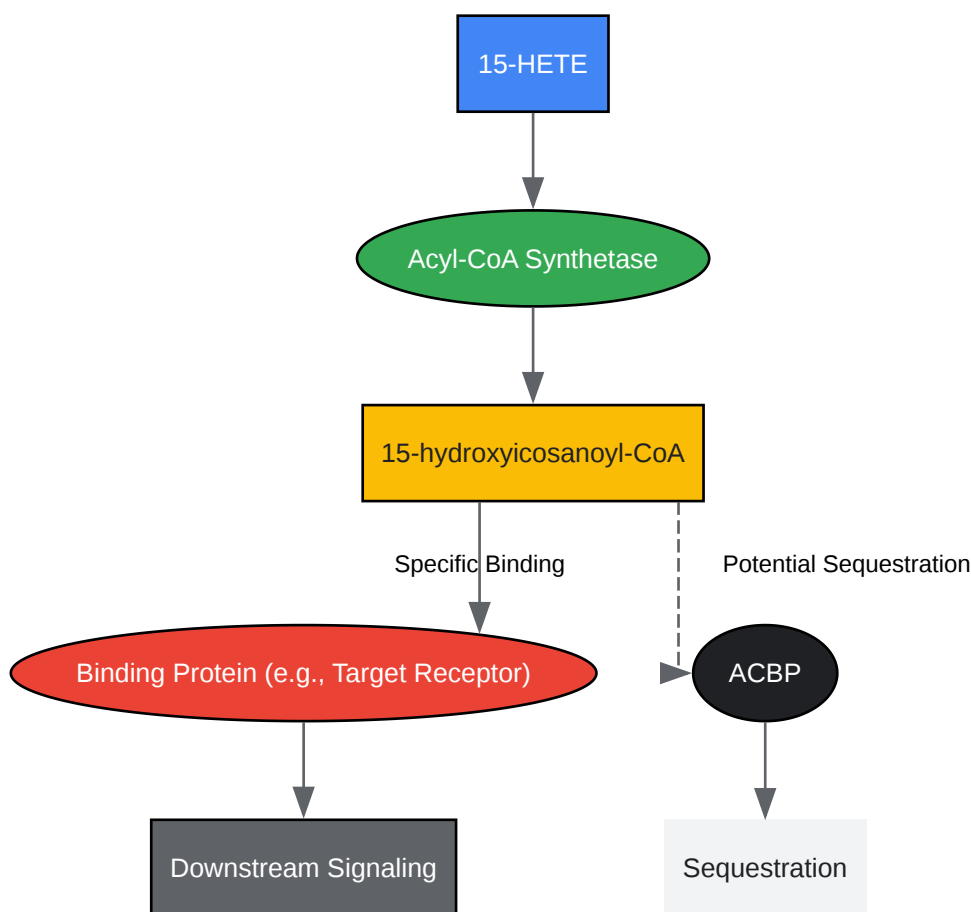 15-HETE
Acyl-CoA Synthetase
15-hydroxyicosanoyl-CoA
Specific Binding
Potential Sequestration
Binding Protein (e.g., Target Receptor)
ACBP
Downstream Signaling
Sequestration